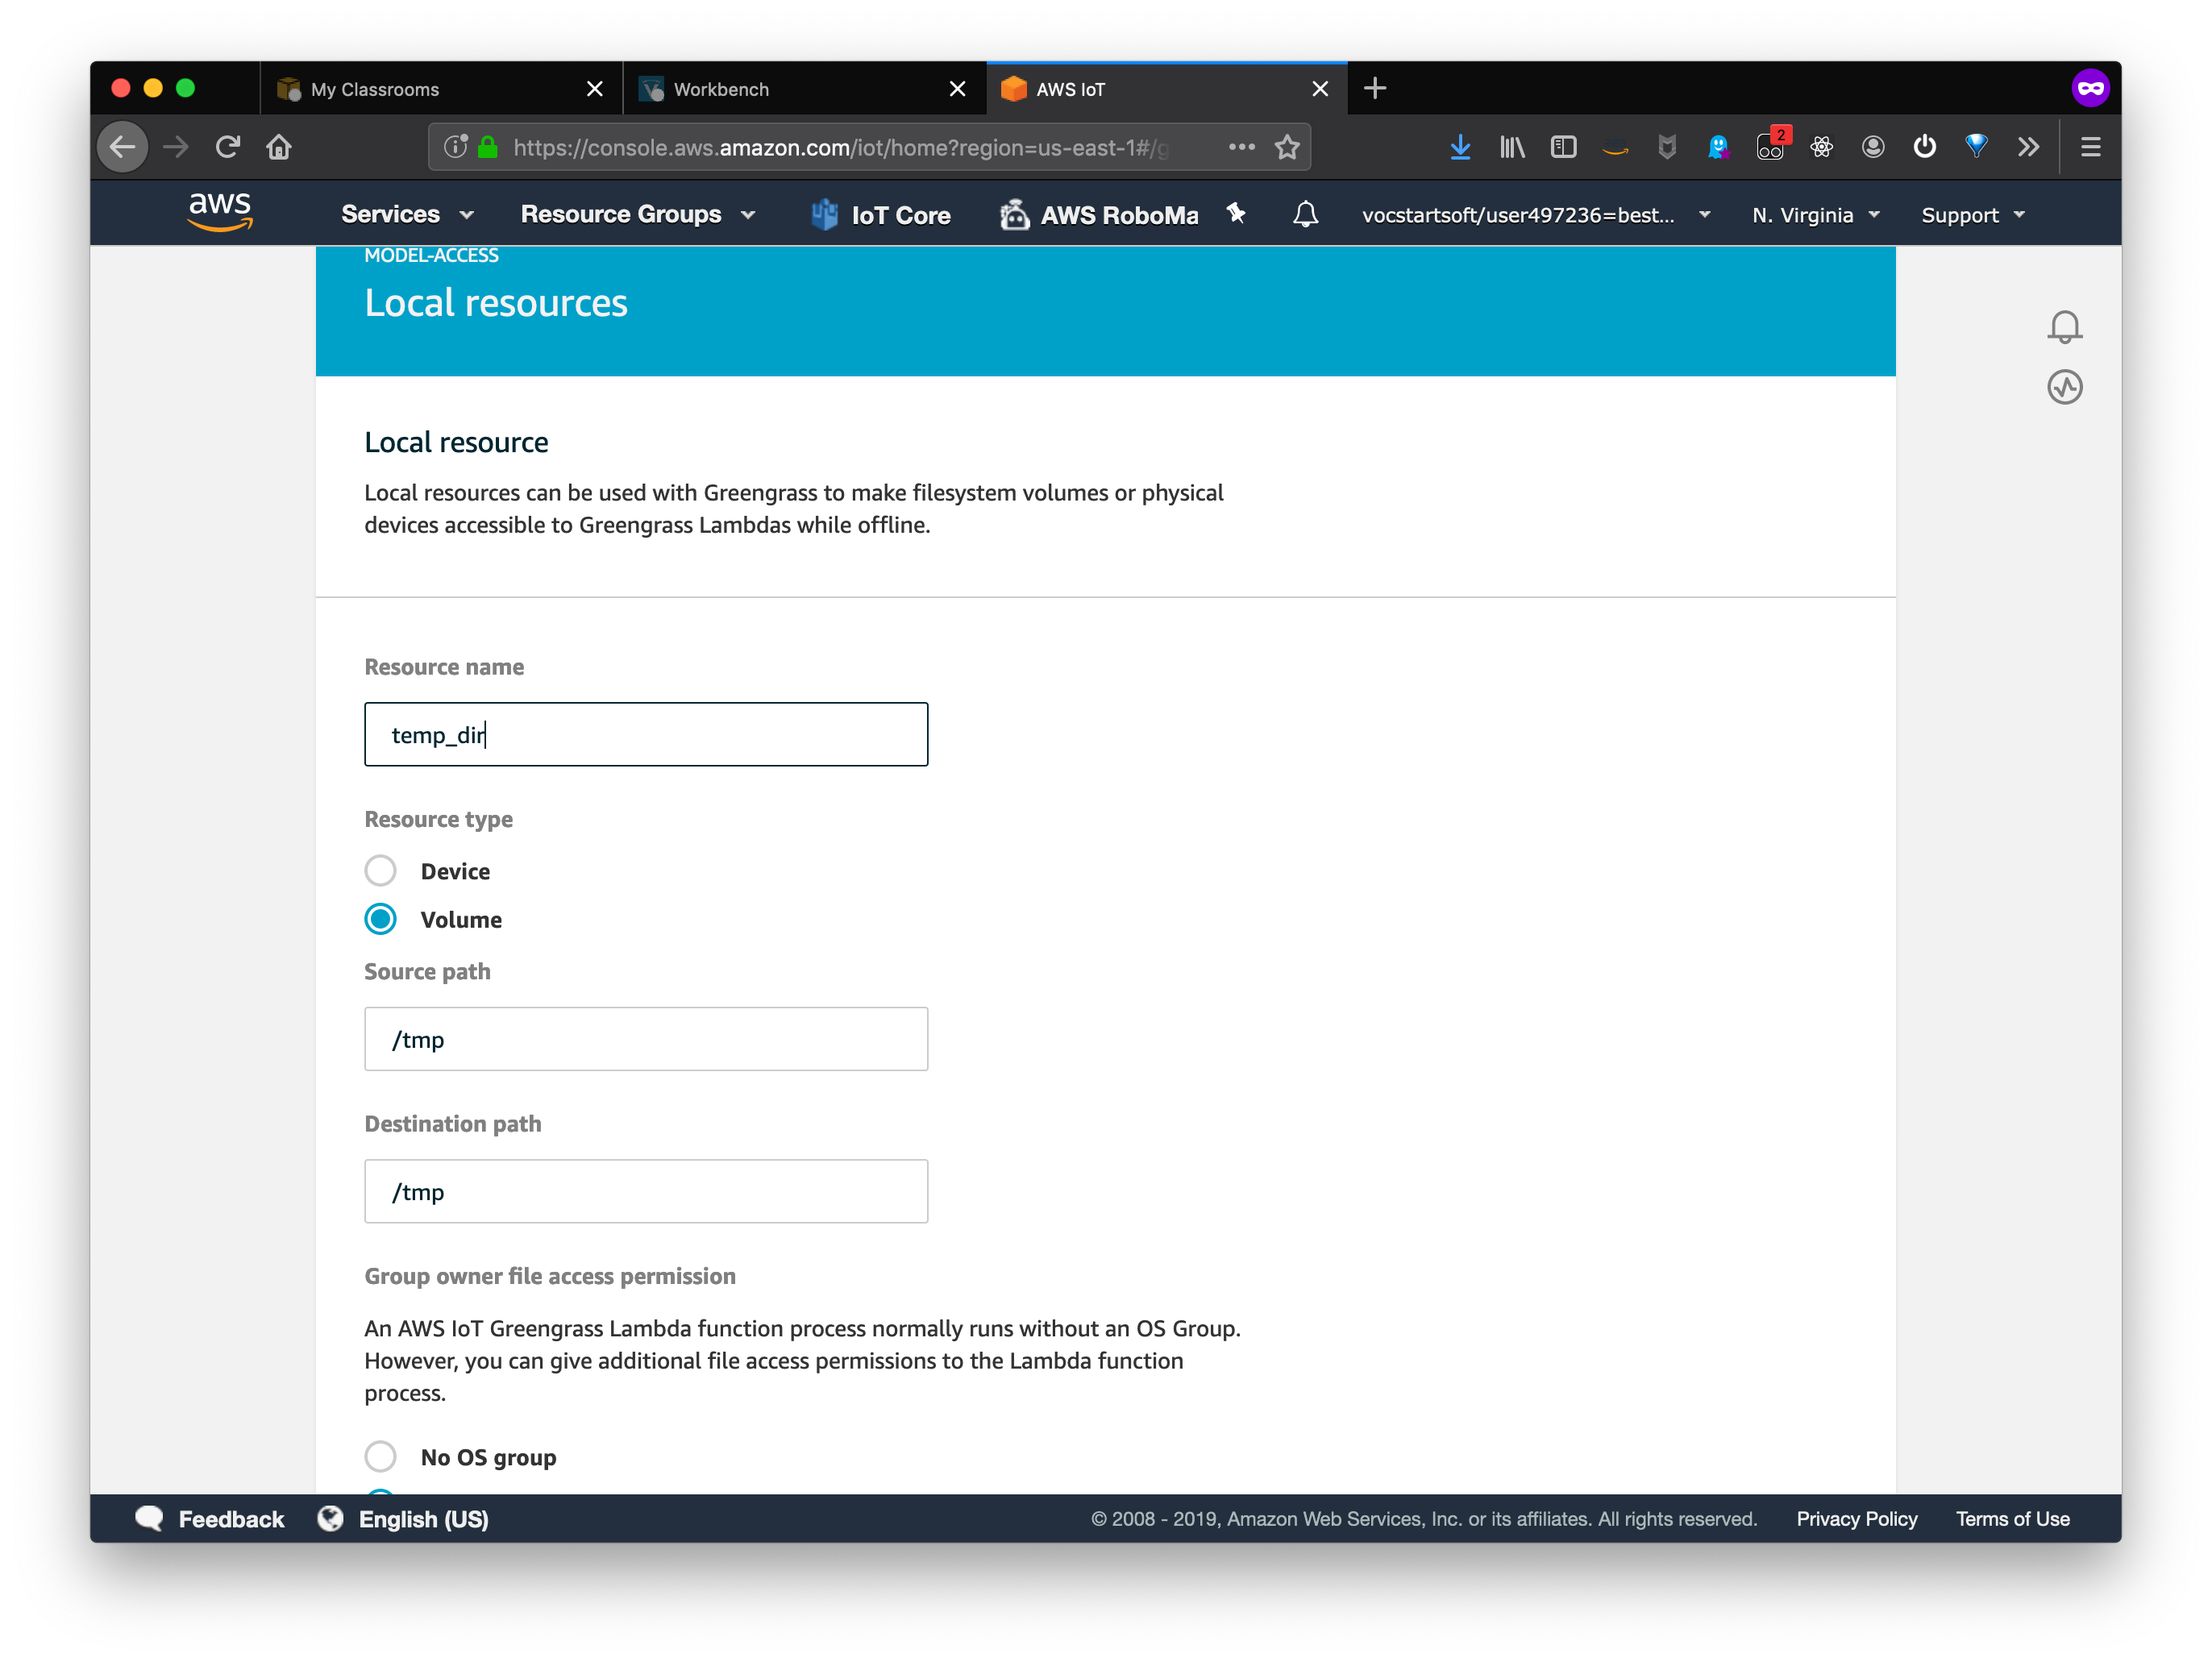 My Classrooms
Workbench
AWS IoT
https://console.aws.amazon.com/iot/home?region=us-east-1#/g
2
aws
Services
Resource Groups
IoT Core
AWS RoboMa
vocstartsoft/user497236=best...
N. Virginia
Support
MODEL-ACCESS
Local resources
Local resource
Local resources can be used with Greengrass to make filesystem volumes or physical
devices accessible to Greengrass Lambdas while offline.
Resource name
temp_dir
Resource type
Device
Volume
Source path
/tmp
Destination path
/tmp
Group owner file access permission
An AWS IoT Greengrass Lambda function process normally runs without an OS Group.
However, you can give additional file access permissions to the Lambda function
process.
No OS group
Feedback
English (US)
© 2008 - 2019, Amazon Web Services, Inc. or its affiliates. All rights reserved.
Privacy Policy
Terms of Use